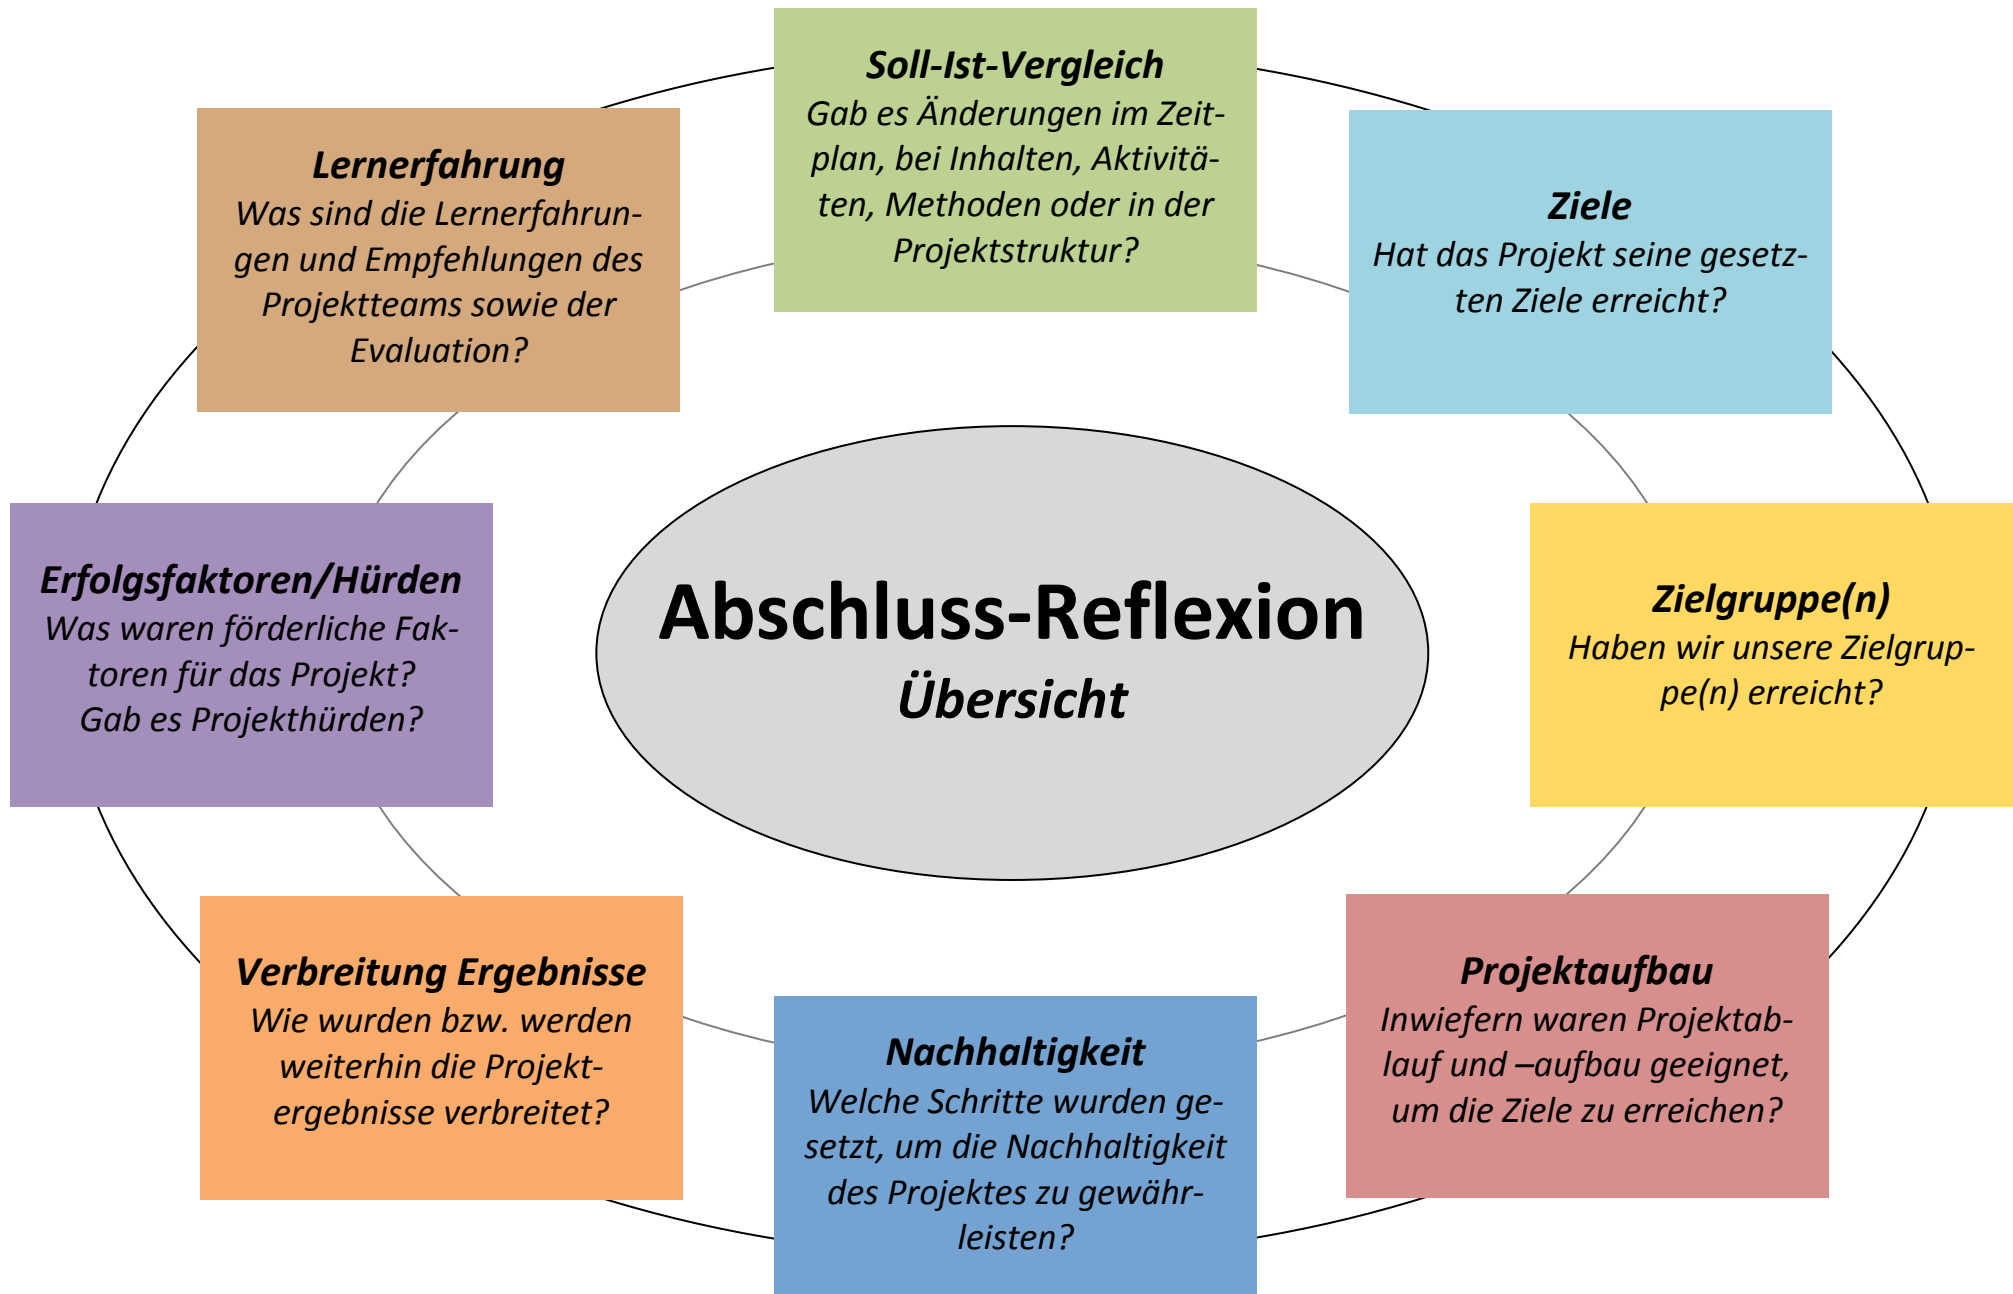 Soll-Ist-Vergleich
Gab es Änderungen im Zeit-
plan, bei Inhalten, Aktivitä-
ten, Methoden oder in der
Projektstruktur?
Ziele
Hat das Projekt seine gesetz-
ten Ziele erreicht?
Zielgruppe(n)
Haben wir unsere Zielgrup-
pe(n) erreicht?
Projektaufbau
Inwiefern waren Projektab-
lauf und –aufbau geeignet,
um die Ziele zu erreichen?
Nachhaltigkeit
Welche Schritte wurden ge-
setzt, um die Nachhaltigkeit
des Projektes zu gewähr-
leisten?
Verbreitung Ergebnisse
Wie wurden bzw. werden
weiterhin die Projekt-
ergebnisse verbreitet?
Erfolgsfaktoren/Hürden
Was waren förderliche Fak-
toren für das Projekt?
Gab es Projekthürden?
Lernerfahrung
Was sind die Lernerfahrun-
gen und Empfehlungen des
Projektteams sowie der
Evaluation?
Abschluss-Reflexion
Übersicht